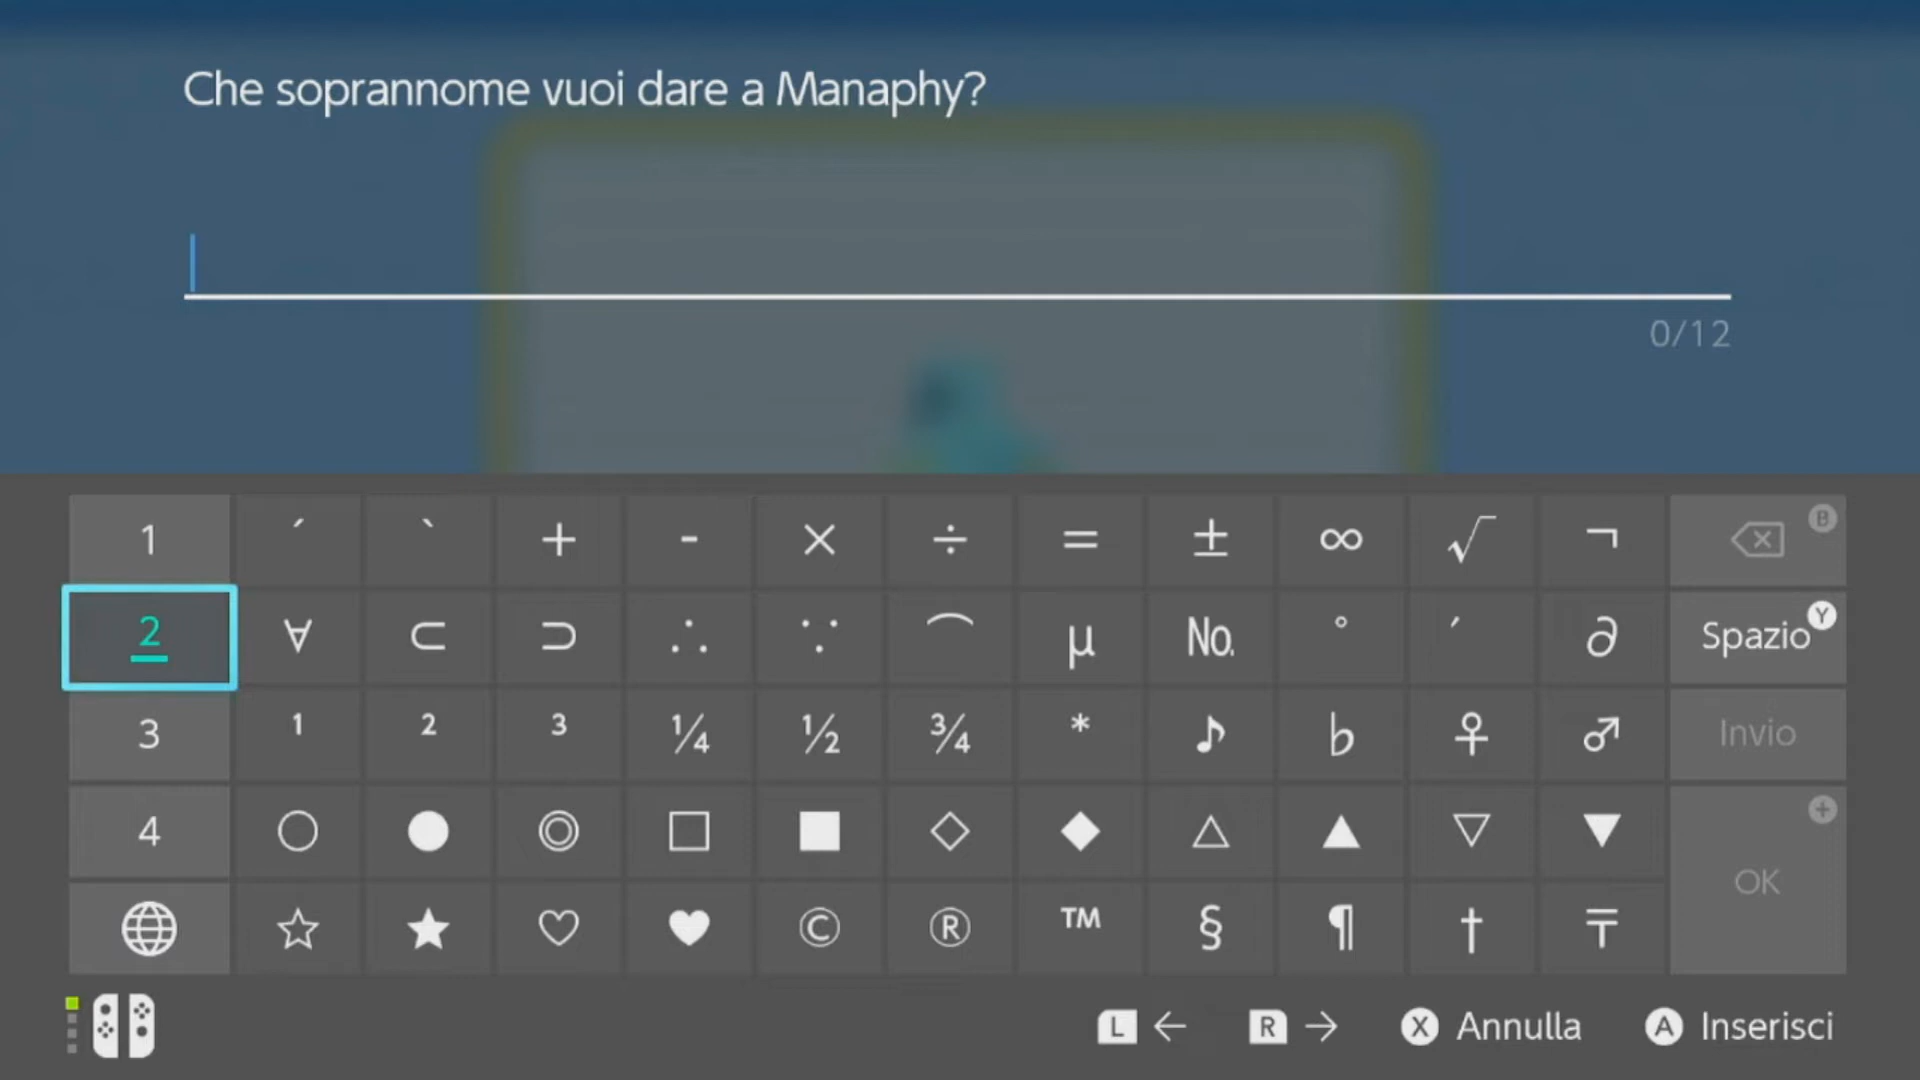 Che soprannome vuoi dare a Manaphy?
0/12
1 ´ ` + - × ÷ = ± ∞ √ ¬ B
2 ∀ ⊂ ⊃ ∴ ∵ ⌒ µ № ° ′ ∂ Spazio Y
3 ¹ ² ³ ¼ ½ ¾ * ♪ ♭ ♀ ♂ Invio
4 ○ ● ◎ □ ■ ◇ ◆ △ ▲ ▽ ▼ OK +
☆ ★ ♡ ♥ © ® ™ § ¶ † 〒
L ← R → X Annulla A Inserisci